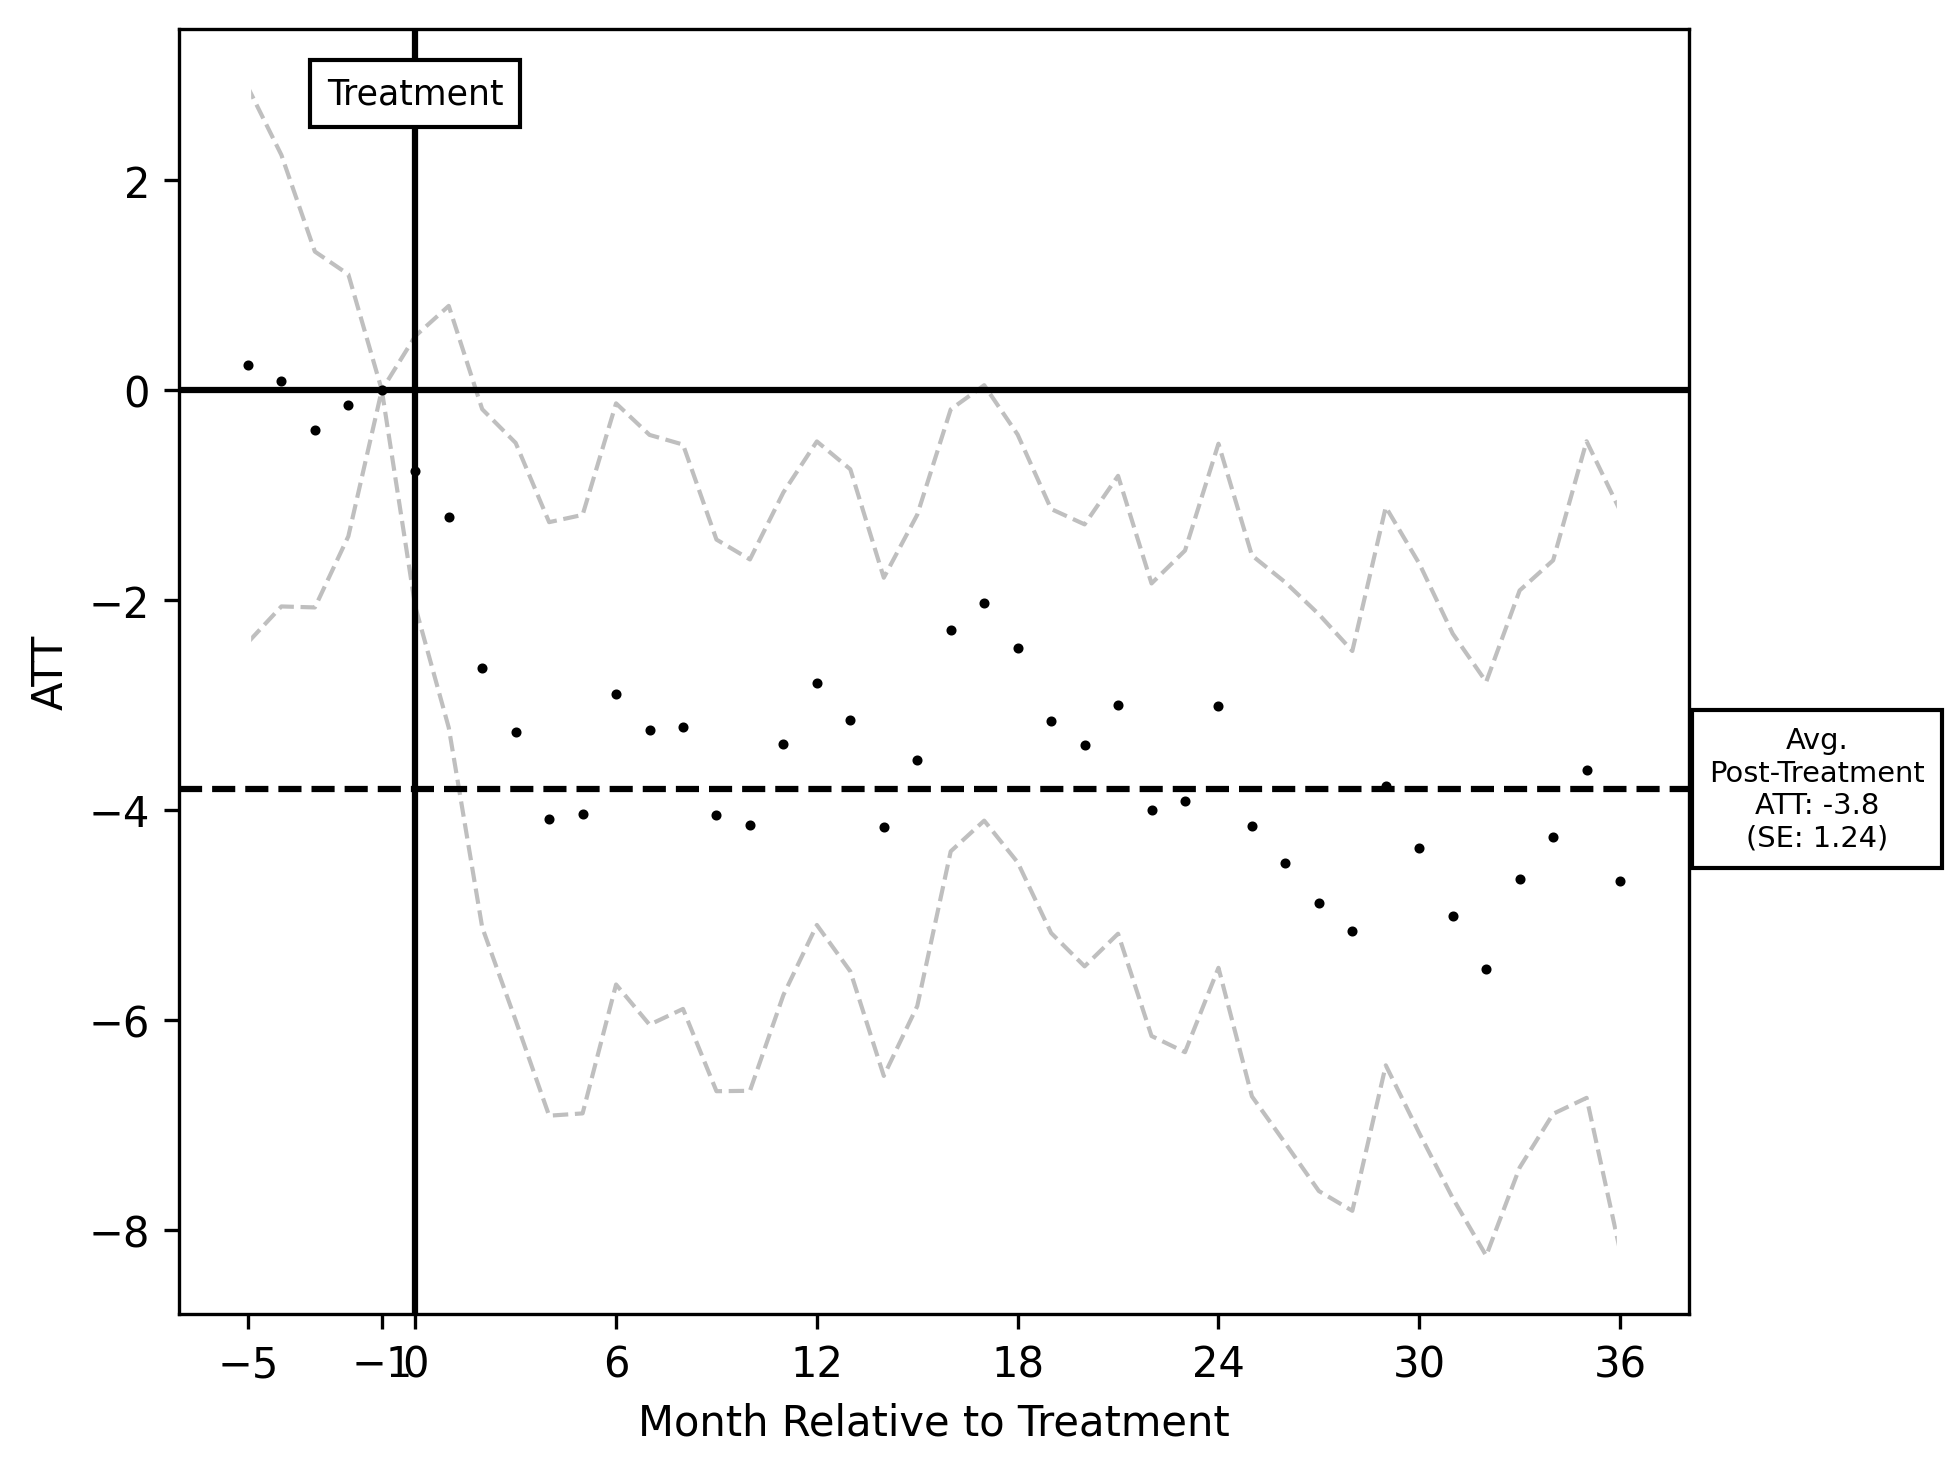 Treatment
2
0
−2
−4
−6
−8
ATT
Avg.
Post-Treatment
ATT: -3.8
(SE: 1.24)
−5 −1 0 6 12 18 24 30 36
Month Relative to Treatment